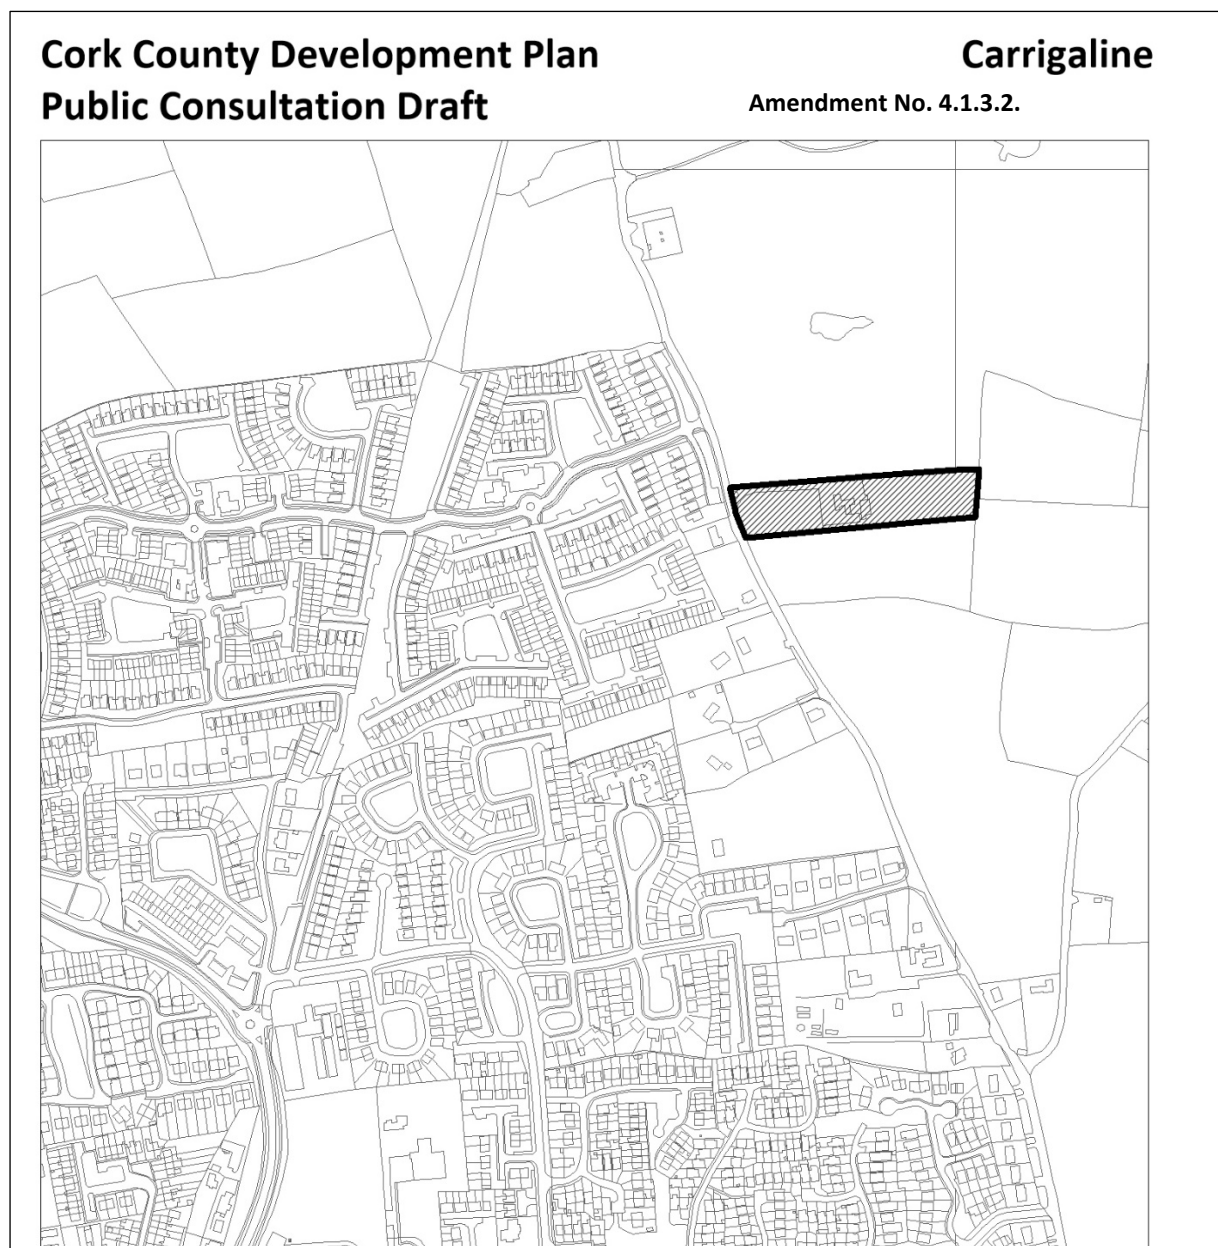 Cork County Development Plan
Public Consultation Draft
Carrigaline
Amendment No. 4.1.3.2.